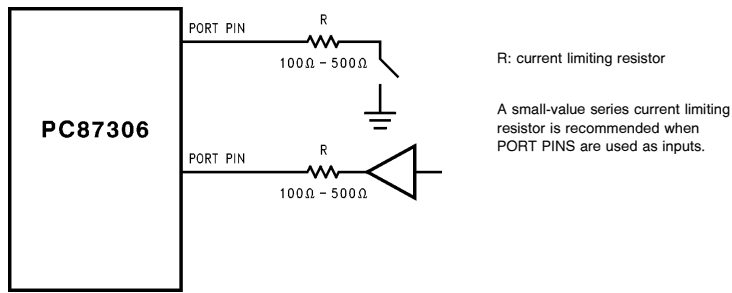 PORT PIN
R
100Ω – 500Ω
PC87306
PORT PIN
R
100Ω – 500Ω
R: current limiting resistor
A small-value series current limiting
resistor is recommended when
PORT PINS are used as inputs.